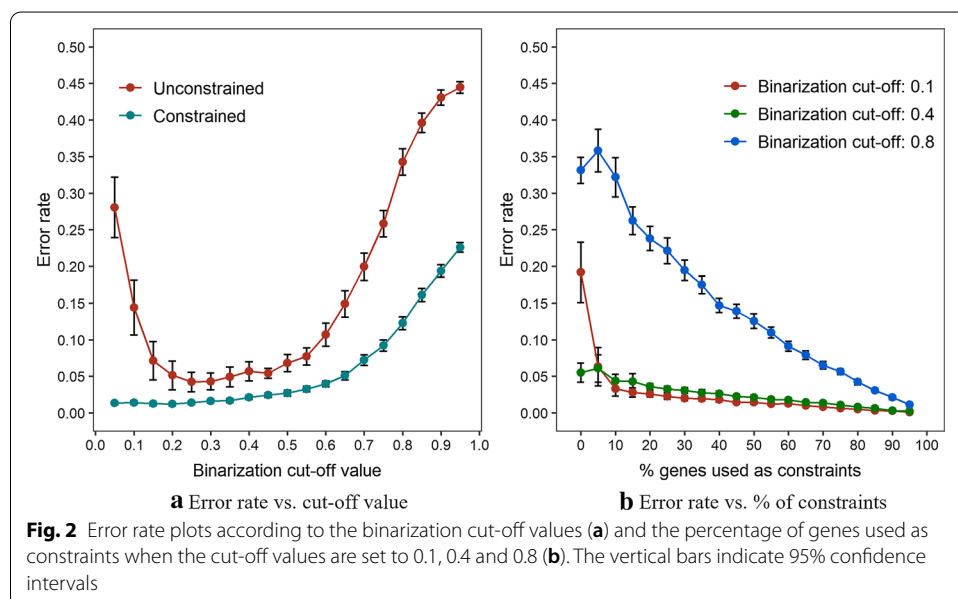 0.50
0.45
0.40
0.35
0.30
0.25
0.20
0.15
0.10
0.05
0.00
Error rate
Unconstrained
Constrained
0.0 0.1 0.2 0.3 0.4 0.5 0.6 0.7 0.8 0.9 1.0
Binarization cut-off value
a Error rate vs. cut-off value
0.50
0.45
0.40
0.35
0.30
0.25
0.20
0.15
0.10
0.05
0.00
Error rate
Binarization cut-off: 0.1
Binarization cut-off: 0.4
Binarization cut-off: 0.8
0 10 20 30 40 50 60 70 80 90 100
% genes used as constraints
b Error rate vs. % of constraints
Fig. 2 Error rate plots according to the binarization cut-off values (a) and the percentage of genes used as
constraints when the cut-off values are set to 0.1, 0.4 and 0.8 (b). The vertical bars indicate 95% confidence
intervals